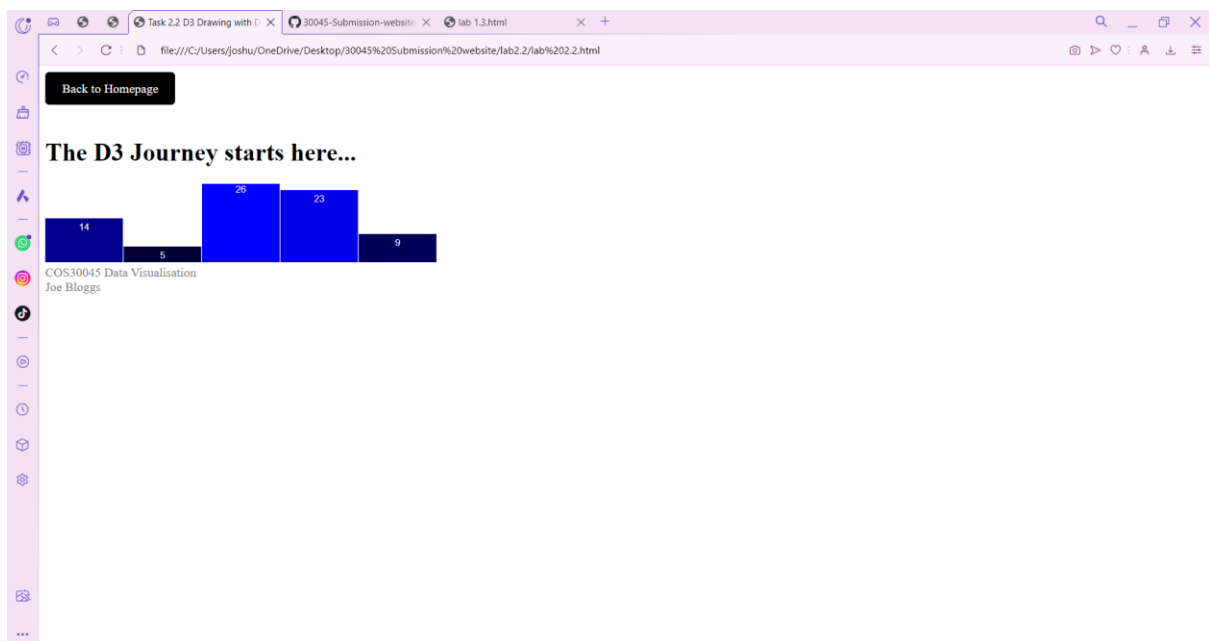 Task 2.2 D3 Drawing with D
30045-Submission-website
lab 1.3.html
file:///C:/Users/joshu/OneDrive/Desktop/30045%20Submission%20website/lab2.2/lab%202.2.html
Back to Homepage
The D3 Journey starts here...
14
5
26
23
9
COS30045 Data Visualisation
Joe Bloggs